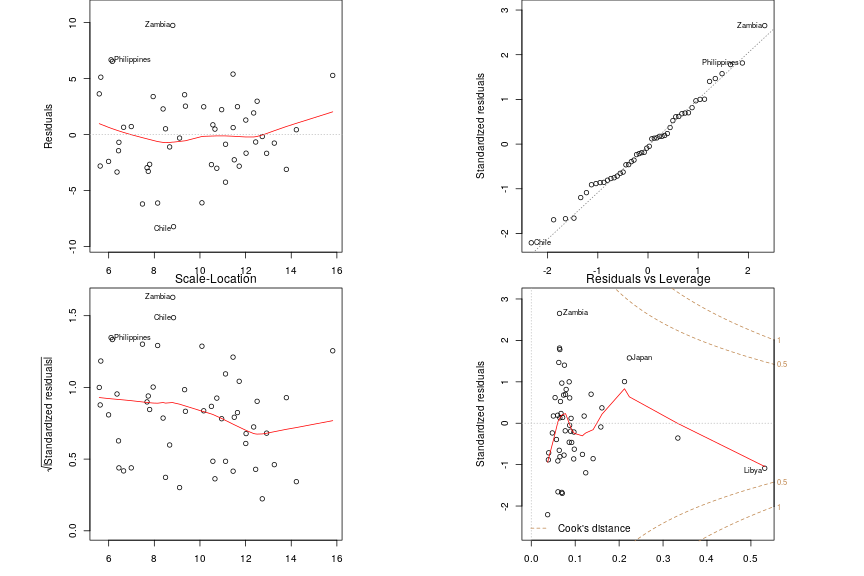 10
5
0
-5
-10
Residuals
Zambia
Philippines
Chile
6
8
10
12
14
16
3
2
1
0
-1
-2
Standardized residuals
Zambia
Philippines
Chile
-2
-1
0
1
2
Scale-Location
1.5
1.0
0.5
0.0
√|Standardized residuals|
Zambia
Chile
Philippines
6
8
10
12
14
16
Residuals vs Leverage
3
2
1
0
-1
-2
Standardized residuals
Zambia
Japan
Libya
1
0.5
0.5
1
Cook's distance
0.0
0.1
0.2
0.3
0.4
0.5